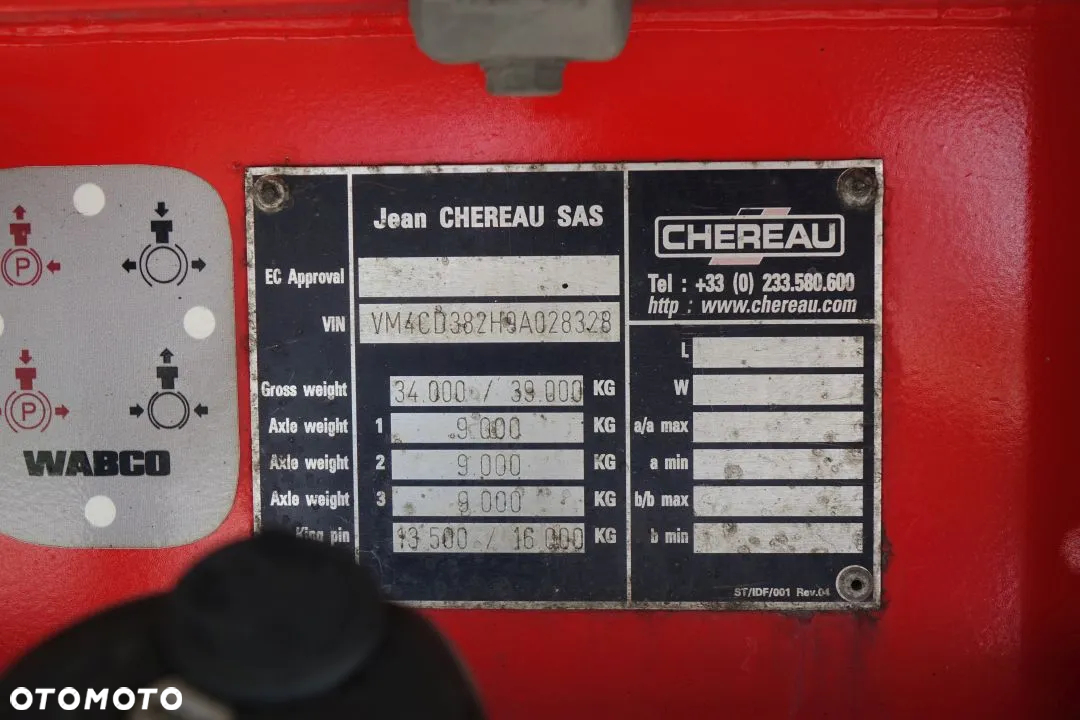 P
P
WABCO
Jean CHEREAU SAS
EC Approval
VIN VM4CD382H9A028328
Gross weight 34.000 / 39.000 KG
Axle weight 1 9.000 KG
Axle weight 2 9.000 KG
Axle weight 3 9.000 KG
King pin 13 500 / 16 000 KG
CHEREAU
Tel : +33 (0) 233.580.600
http : www.chereau.com
L
W
a/a max
a min
b/b max
b min
ST/IDF/001 Rev.04
OTOMOTO